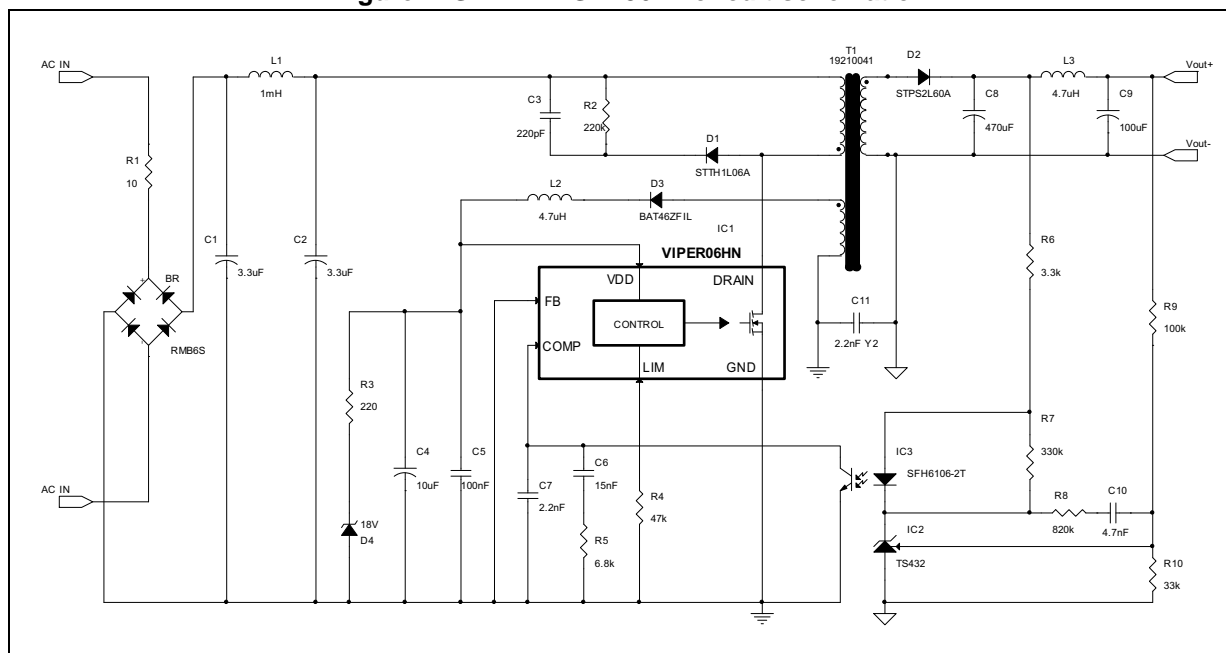 AC IN
R1
10
BR
RMB6S
AC IN
L1
1mH
C1
3.3uF
C2
3.3uF
C3
220pF
R2
220k
D1
STTH1L06A
L2
4.7uH
D3
BAT46ZFIL
IC1
VIPER06HN
VDD
DRAIN
FB
CONTROL
COMP
LIM
GND
R3
220
18V
D4
C4
10uF
C5
100nF
C7
2.2nF
C6
15nF
R5
6.8k
R4
47k
T1
19210041
D2
STPS2L60A
C8
470uF
L3
4.7uH
C9
100uF
Vout+
Vout-
C11
2.2nF Y2
R6
3.3k
R9
100k
R7
330k
IC3
SFH6106-2T
R8
820k
C10
4.7nF
IC2
TS432
R10
33k